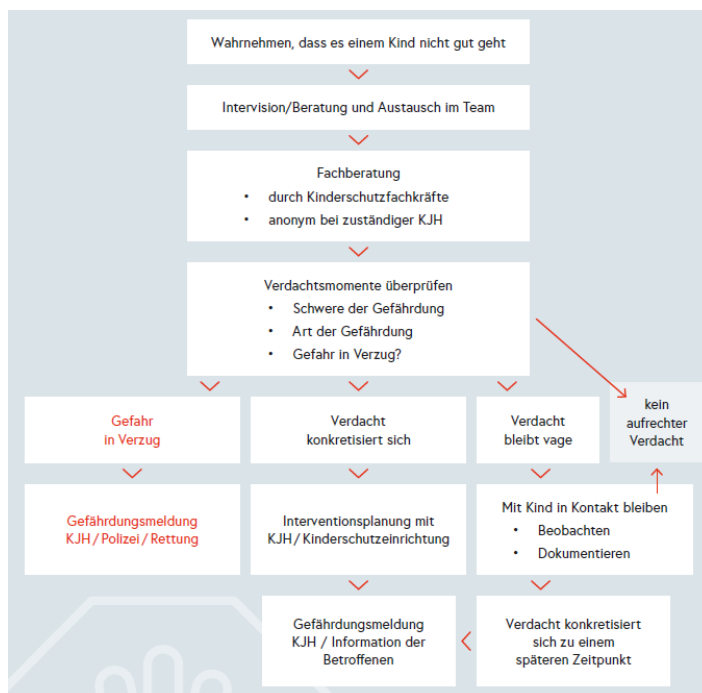 Wahrnehmen, dass es einem Kind nicht gut geht
Intervision/Beratung und Austausch im Team
Fachberatung
• durch Kinderschutzfachkräfte
• anonym bei zuständiger KJH
Verdachtsmomente überprüfen
• Schwere der Gefährdung
• Art der Gefährdung
• Gefahr in Verzug?
Gefahr
in Verzug
Verdacht
konkretisiert sich
Verdacht
bleibt vage
kein
aufrechter
Verdacht
Gefährdungsmeldung
KJH / Polizei / Rettung
Interventionsplanung mit
KJH / Kinderschutzeinrichtung
Mit Kind in Kontakt bleiben
• Beobachten
• Dokumentieren
Gefährdungsmeldung
KJH / Information der
Betroffenen
Verdacht konkretisiert
sich zu einem
späteren Zeitpunkt